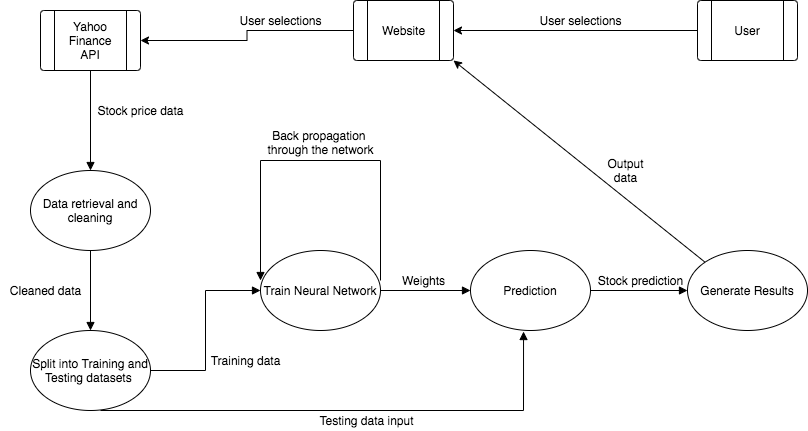 Yahoo
Finance
API
User selections
Website
User selections
User
Stock price data
Back propagation
through the network
Output
data
Data retrieval and
cleaning
Cleaned data
Train Neural Network
Weights
Prediction
Stock prediction
Generate Results
Split into Training and
Testing datasets
Training data
Testing data input